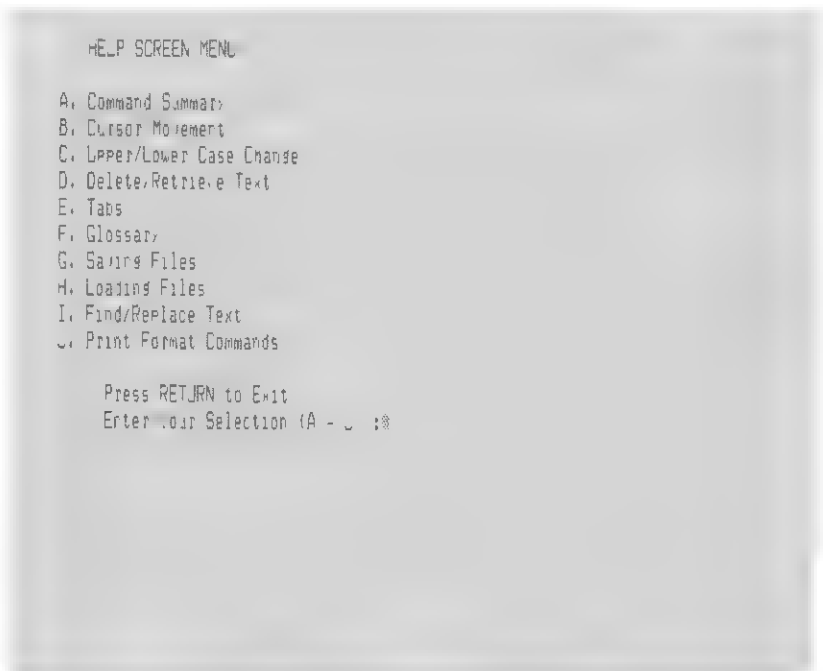 HELP SCREEN MENU
A. Command Summary
B. Cursor Movement
C. Upper/Lower Case Change
D. Delete/Retrieve Text
E. Tabs
F. Glossary
G. Saving Files
H. Loading Files
I. Find/Replace Text
J. Print Format Commands
Press RETURN to Exit
Enter Your Selection (A - J) :